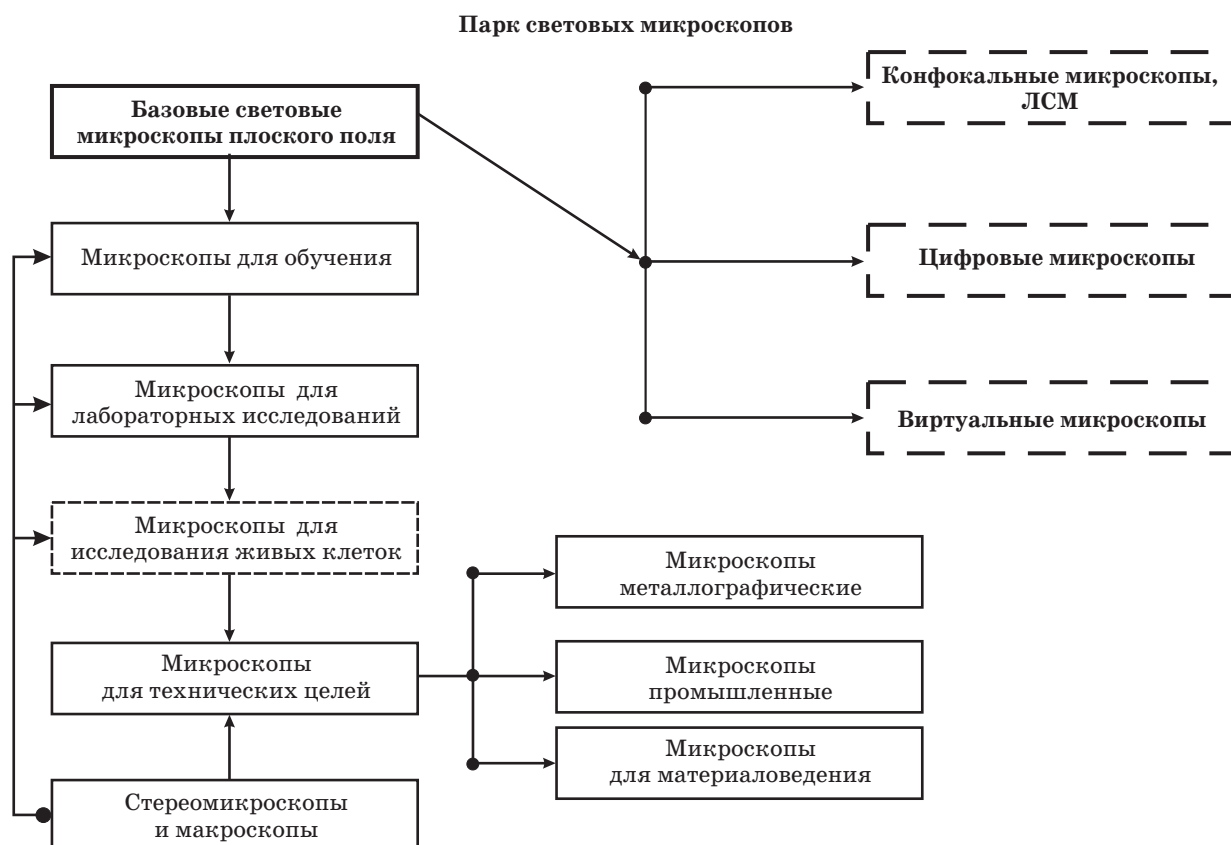 Парк световых микроскопов
Базовые световые
микроскопы плоского поля
Микроскопы для обучения
Микроскопы для
лабораторных исследований
Микроскопы для
исследования живых клеток
Микроскопы
для технических целей
Стереомикроскопы
и макроскопы
Конфокальные микроскопы,
ЛСМ
Цифровые микроскопы
Виртуальные микроскопы
Микроскопы
металлографические
Микроскопы
промышленные
Микроскопы
для материаловедения